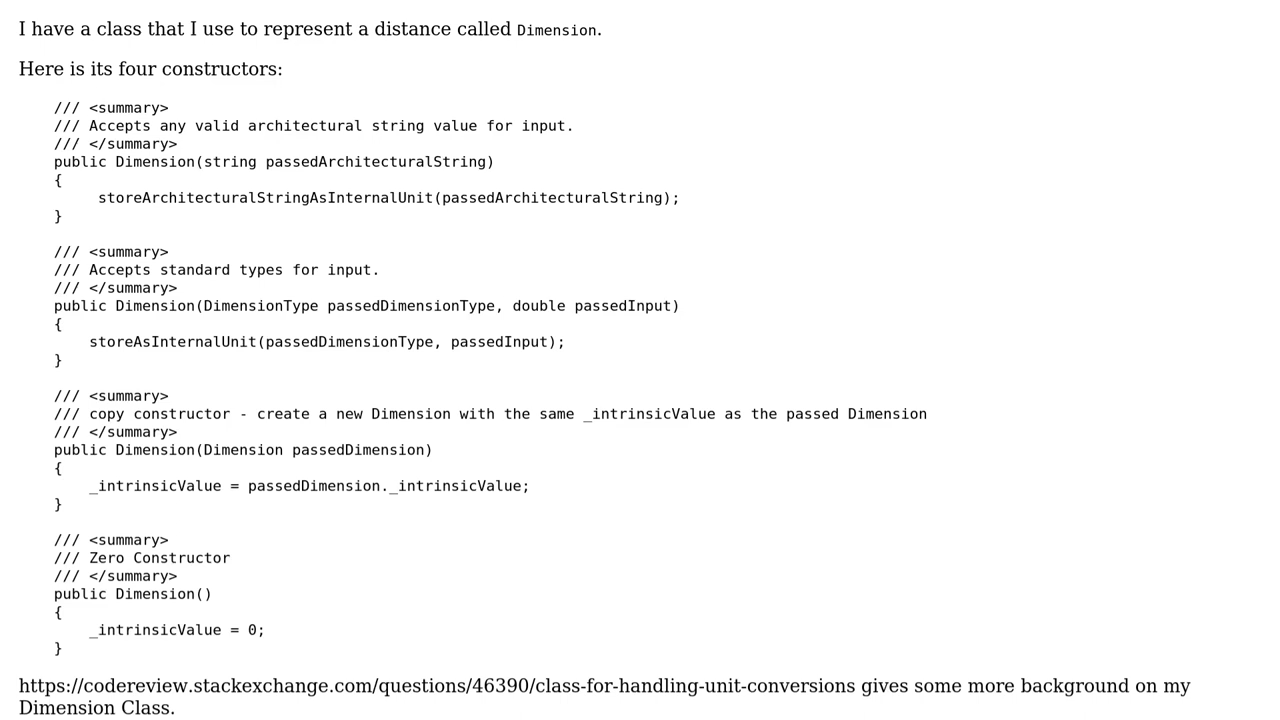 I have a class that I use to represent a distance called Dimension.
Here is its four constructors:
/// <summary>
/// Accepts any valid architectural string value for input.
/// </summary>
public Dimension(string passedArchitecturalString)
{
storeArchitecturalStringAsInternalUnit(passedArchitecturalString);
}
/// <summary>
/// Accepts standard types for input.
/// </summary>
public Dimension(DimensionType passedDimensionType, double passedInput)
{
storeAsInternalUnit(passedDimensionType, passedInput);
}
/// <summary>
/// copy constructor - create a new Dimension with the same _intrinsicValue as the passed Dimension
/// </summary>
public Dimension(Dimension passedDimension)
{
_intrinsicValue = passedDimension._intrinsicValue;
}
/// <summary>
/// Zero Constructor
/// </summary>
public Dimension()
{
_intrinsicValue = 0;
}
https://codereview.stackexchange.com/questions/46390/class-for-handling-unit-conversions gives some more background on my
Dimension Class.